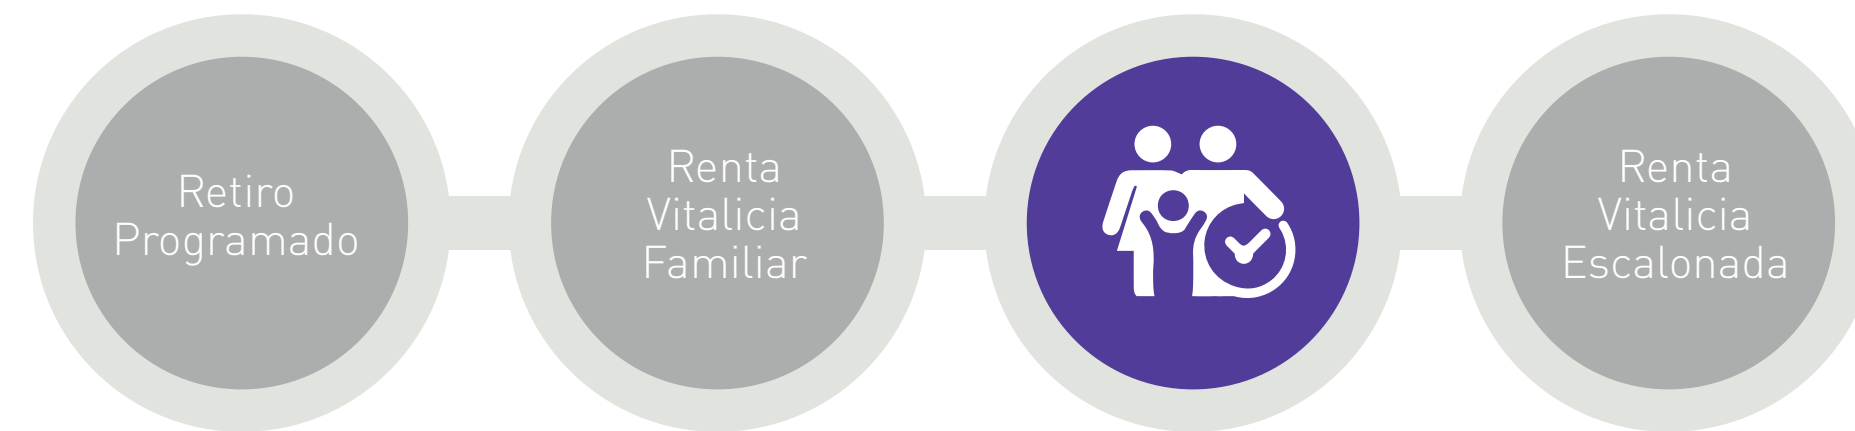 Retiro
Programado
Renta
Vitalicia
Familiar
Renta
Vitalicia
Escalonada